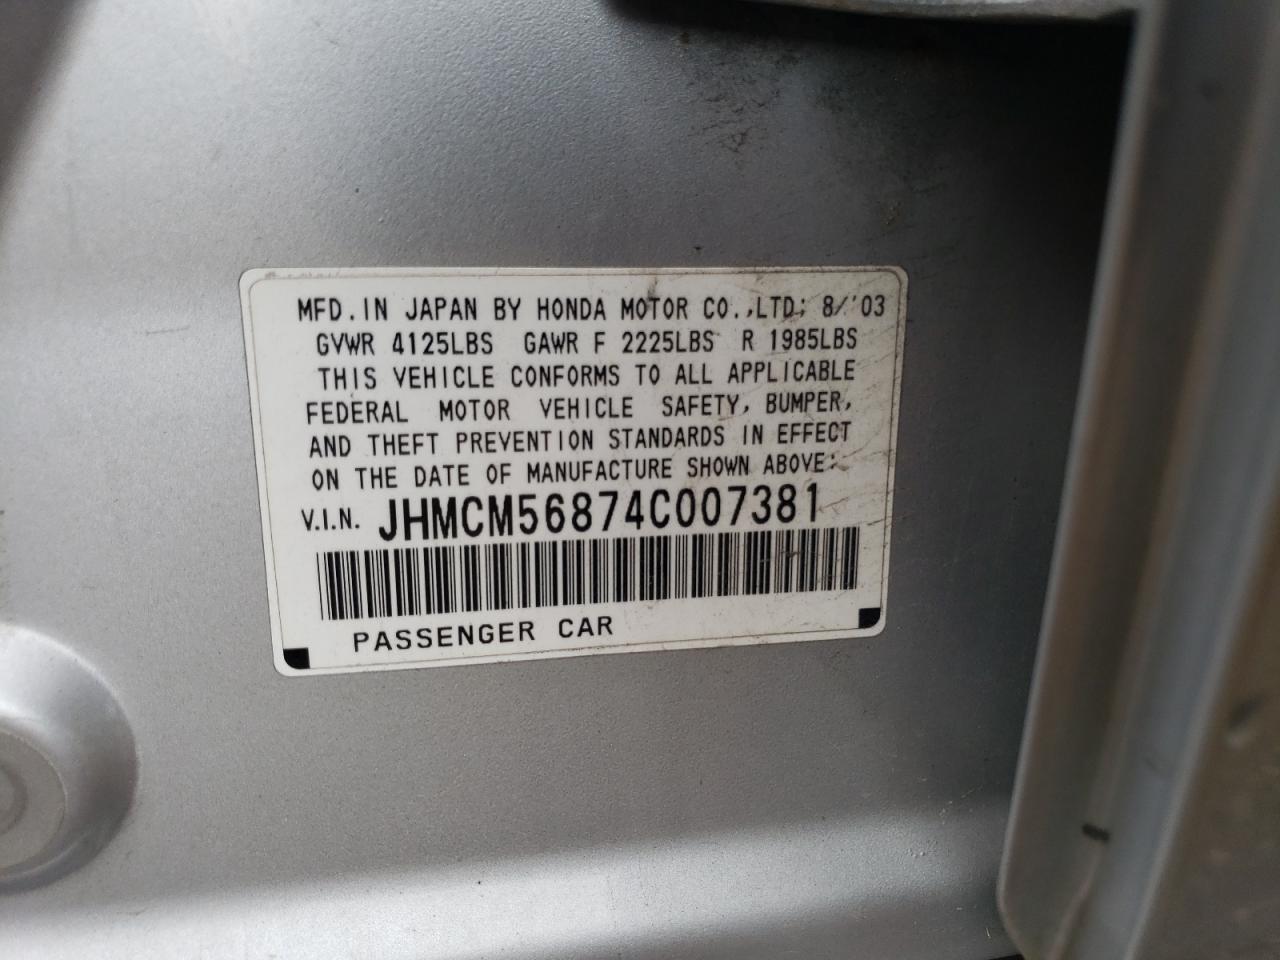 MFD. IN JAPAN BY HONDA MOTOR CO.,LTD; 8/'03
GVWR 4125LBS GAWR F 2225LBS R 1985LBS
THIS VEHICLE CONFORMS TO ALL APPLICABLE
FEDERAL MOTOR VEHICLE SAFETY, BUMPER,
AND THEFT PREVENTION STANDARDS IN EFFECT
ON THE DATE OF MANUFACTURE SHOWN ABOVE:
V.I.N. JHMCM56874C007381
PASSENGER CAR